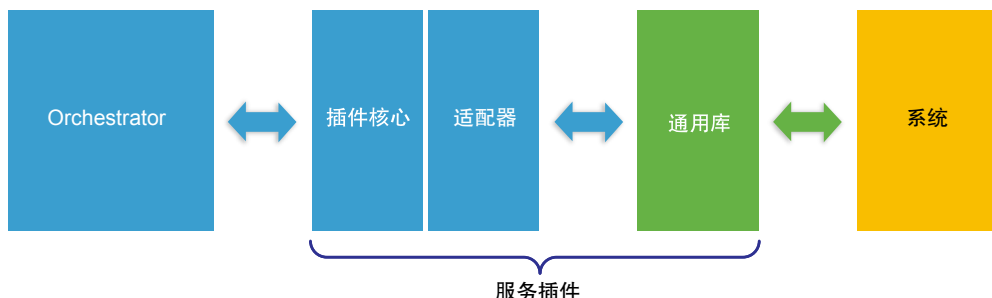 Orchestrator
插件核心
适配器
通用库
系统
服务插件